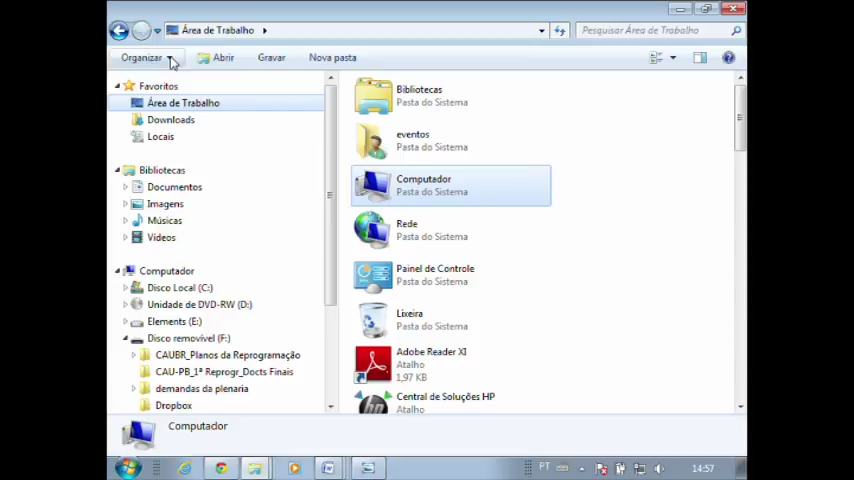 Área de Trabalho
Pesquisar Área de Trabalho
Organizar
Abrir
Gravar
Nova pasta
Favoritos
Área de Trabalho
Downloads
Locais
Bibliotecas
Documentos
Imagens
Músicas
Vídeos
Computador
Disco Local (C:)
Unidade de DVD-RW (D:)
Elements (E:)
Disco removível (F:)
CAUBR_Planos da Reprogramação
CAU-PB_1ª Reprogr_Docts Finais
demandas da plenaria
Dropbox
Bibliotecas
Pasta do Sistema
eventos
Pasta do Sistema
Computador
Pasta do Sistema
Rede
Pasta do Sistema
Painel de Controle
Pasta do Sistema
Lixeira
Pasta do Sistema
Adobe Reader XI
Atalho
1,97 KB
Central de Soluções HP
Atalho
Computador
PT
14:57